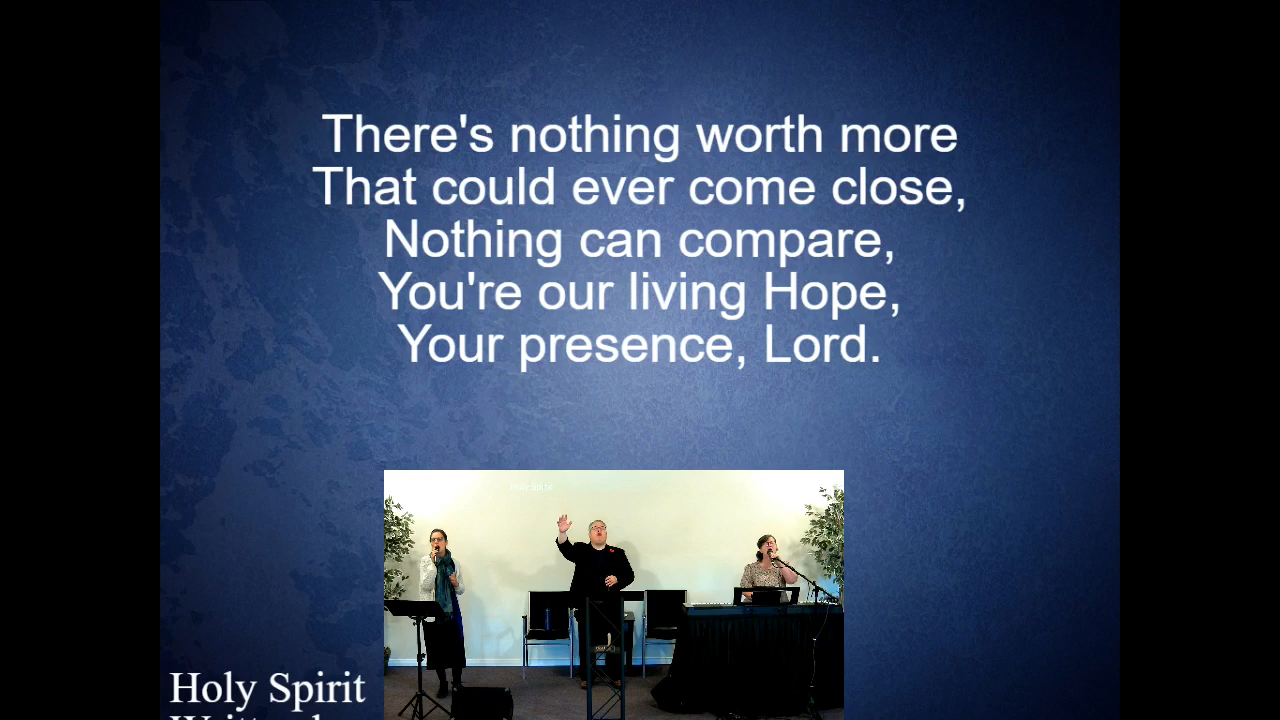 There's nothing worth more
That could ever come close,
Nothing can compare,
You're our living Hope,
Your presence, Lord.
Holy Spirit